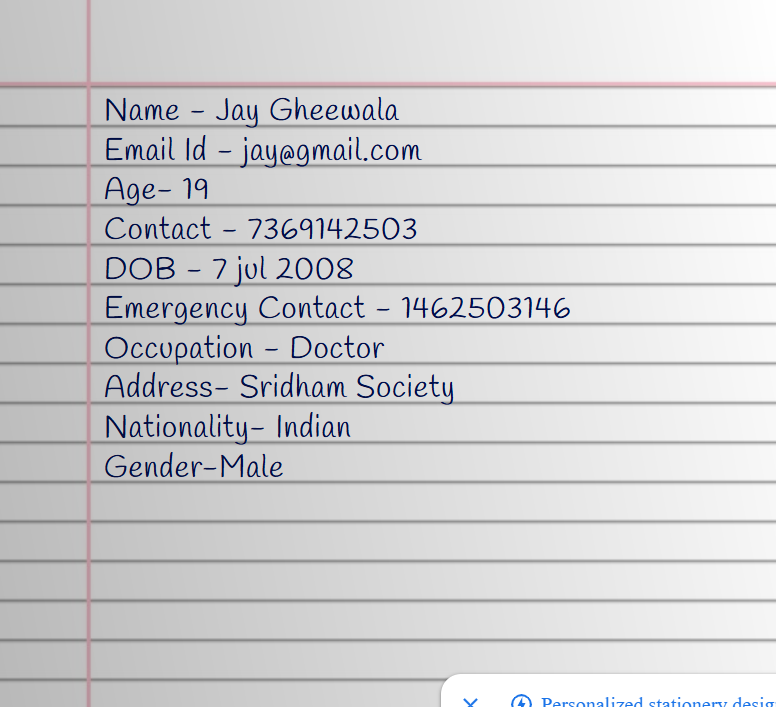 Name - Jay Gheewala
Email Id - jay@gmail.com
Age- 19
Contact - 7369142503
DOB - 7 jul 2008
Emergency Contact - 1462503146
Occupation - Doctor
Address- Sridham Society
Nationality- Indian
Gender-Male
Personalized stationery desig